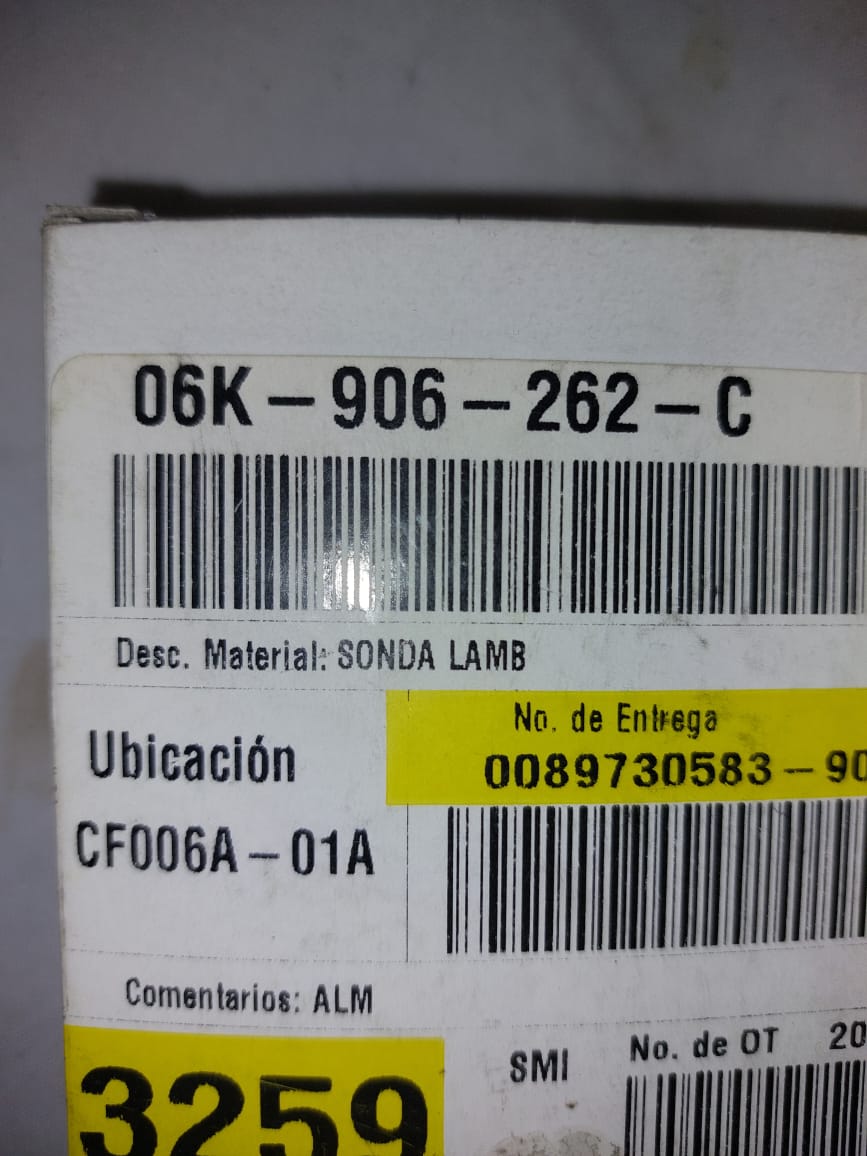 06K-906-262-C
Desc. Material: SONDA LAMB
No. de Entrega
0089730583-90
Ubicación
CF006A-01A
Comentarios: ALM
3259
SMI
No. de OT 20